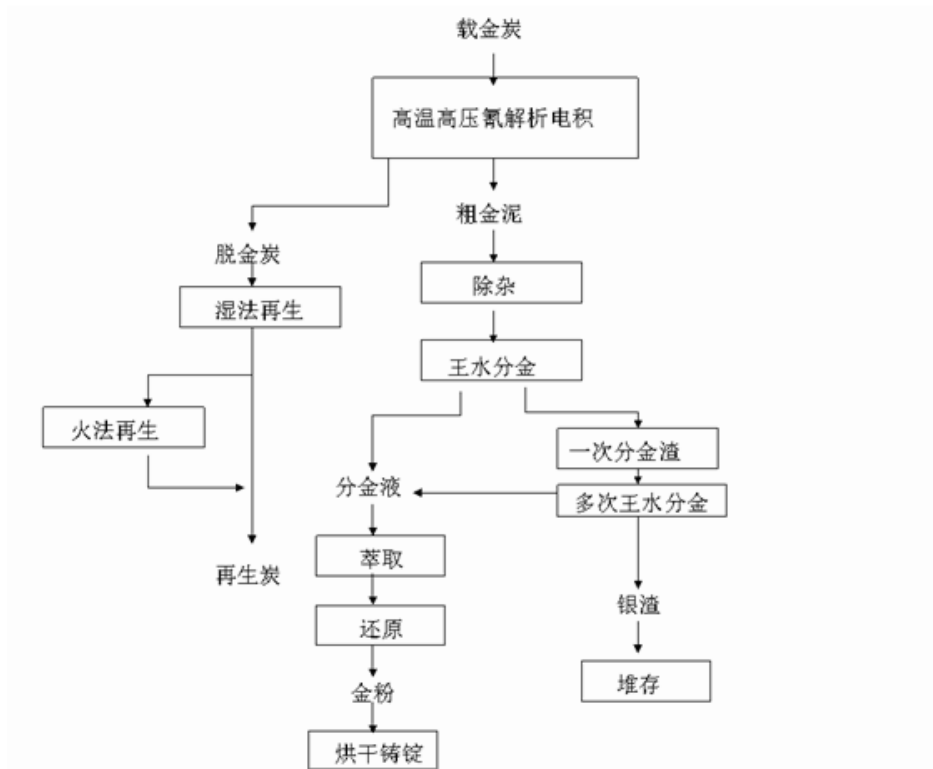 载金炭
高温高压氰解析电积
粗金泥
脱金炭
除杂
湿法再生
王水分金
火法再生
一次分金渣
分金液
多次王水分金
萃取
再生炭
银渣
还原
堆存
金粉
烘干铸锭